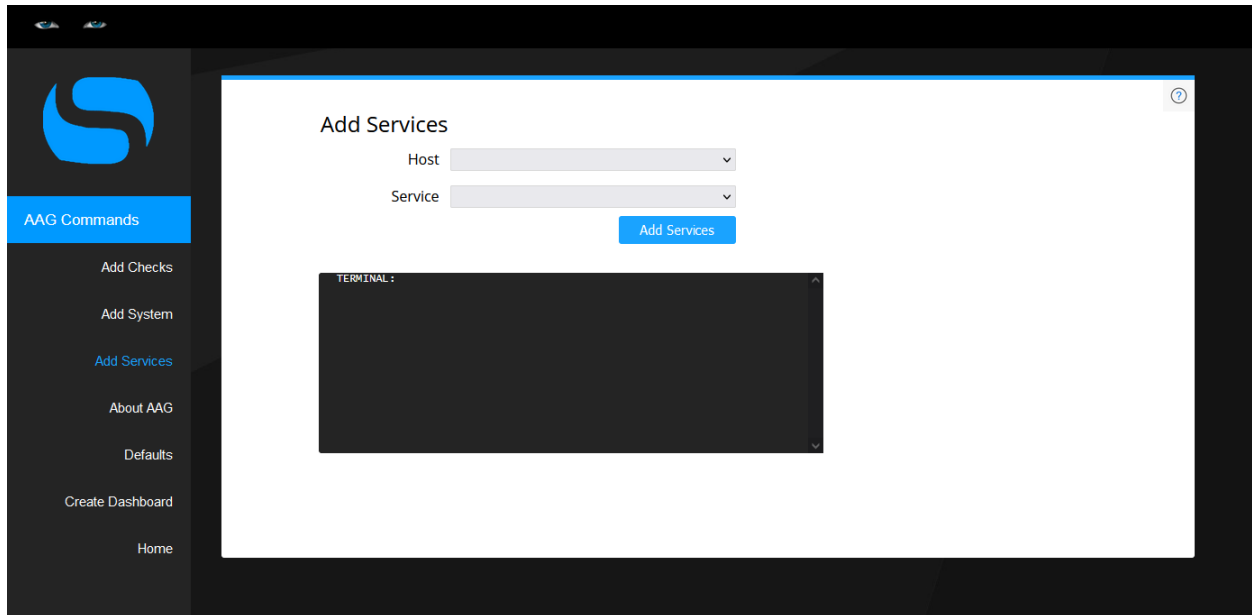 AAG Commands
Add Checks
Add System
Add Services
About AAG
Defaults
Create Dashboard
Home
?
Add Services
Host
Service
Add Services
TERMINAL: